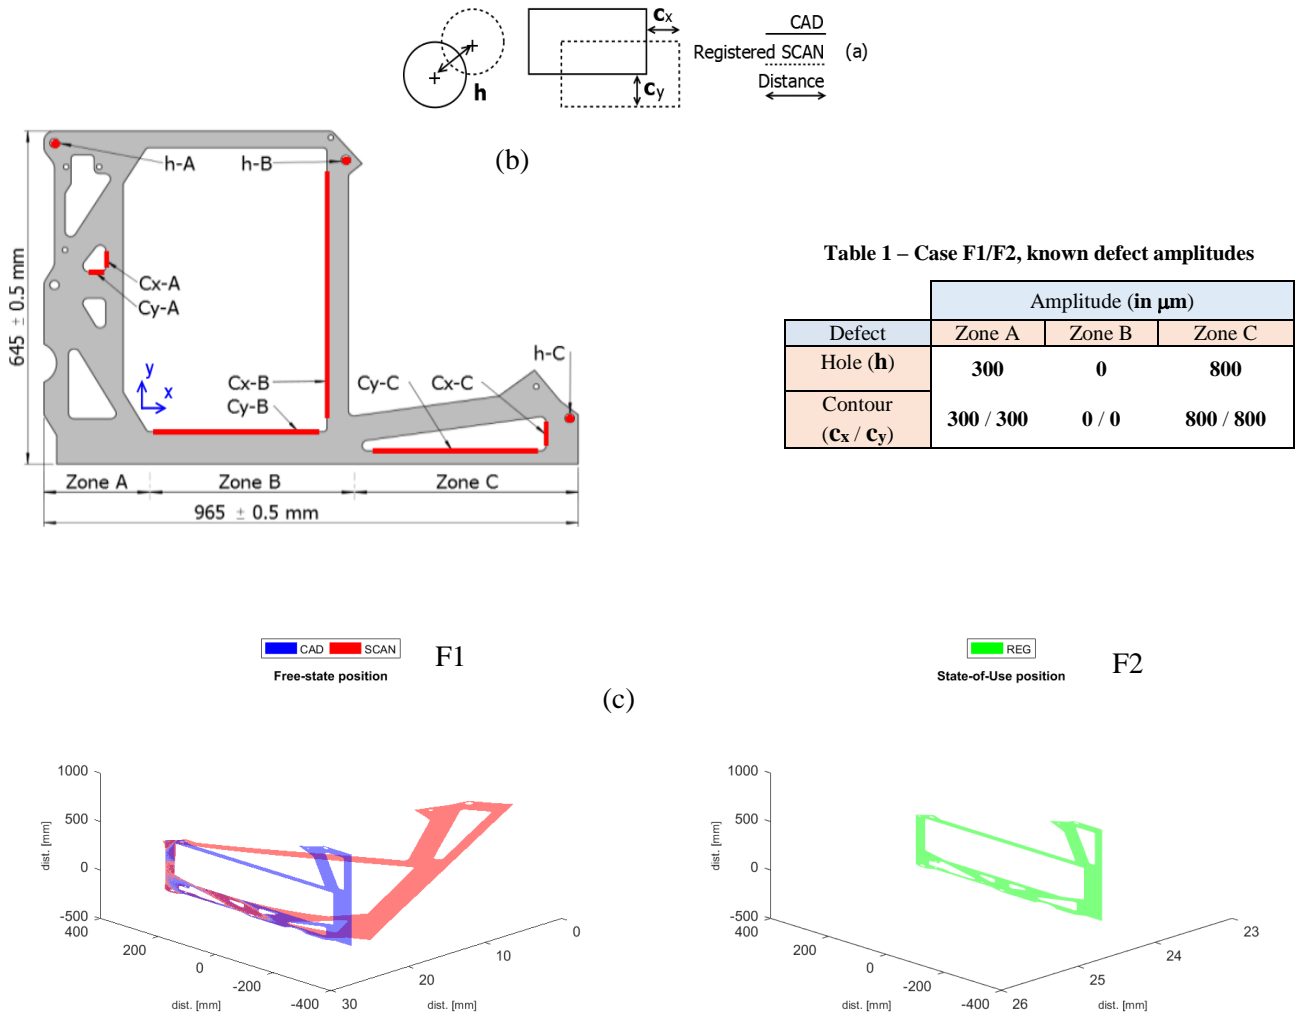 CAD
Registered SCAN
Distance
(a)
h
cx
cy
(b)
h-A
h-B
Cx-A
Cy-A
Cx-B
Cy-B
Cy-C
Cx-C
h-C
y
x
645 ± 0.5 mm
Zone A
Zone B
Zone C
965 ± 0.5 mm
Table 1 – Case F1/F2, known defect amplitudes
Amplitude (in µm)
Defect Zone A Zone B Zone C
Hole (h) 300 0 800
Contour
(cx / cy) 300 / 300 0 / 0 800 / 800
CAD SCAN
F1
Free-state position
REG
F2
State-of-Use position
(c)
1000
500
0
-500
dist. [mm]
400
200
0
-200
-400
dist. [mm]
30
20
10
0
dist. [mm]
1000
500
0
-500
dist. [mm]
400
200
0
-200
-400
dist. [mm]
26
25
24
23
dist. [mm]